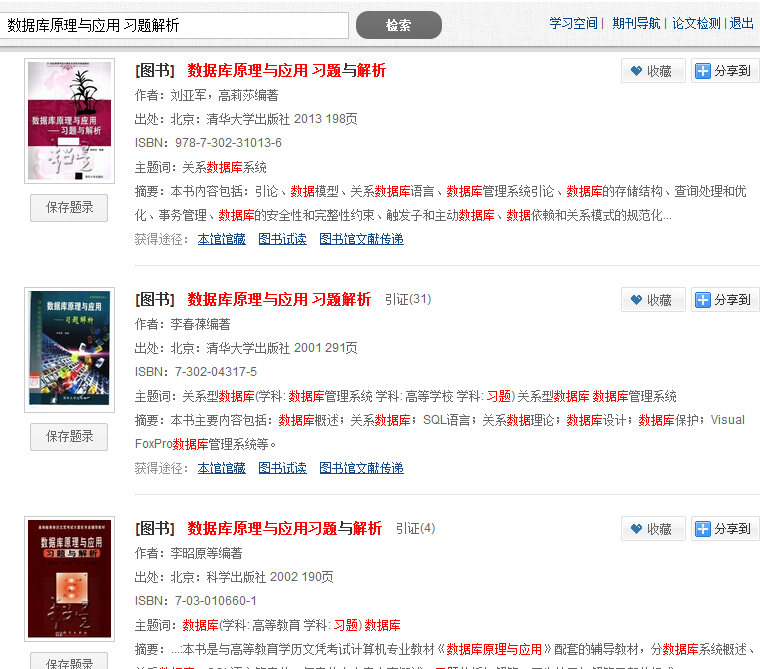 数据库原理与应用 习题解析
检索
学习空间 | 期刊导航 | 论文检测 | 退出
[图书] 数据库原理与应用 习题与解析
收藏
分享到
作者：刘亚军，高莉莎编著
出处：北京：清华大学出版社 2013 198页
ISBN：978-7-302-31013-6
主题词：关系数据库系统
摘要：本书内容包括：引论、数据模型、关系数据库语言、数据库管理系统引论、数据库的存储结构、查询处理和优
化、事务管理、数据库的安全性和完整性约束、触发子和主动数据库、数据依赖和关系模式的规范化...
获得途径： 本馆馆藏 图书试读 图书馆文献传递
数据库原理与应用
——习题与解析
保存题录
[图书] 数据库原理与应用 习题解析 引证(31)
收藏
分享到
作者：李春葆编著
出处：北京：清华大学出版社 2001 291页
ISBN：7-302-04317-5
主题词：关系型数据库(学科: 数据库管理系统 学科: 高等学校 学科: 习题) 关系型数据库 数据库管理系统
摘要：本书主要内容包括：数据库概述；关系数据库；SQL语言；关系数据理论；数据库设计；数据库保护；Visual
FoxPro数据库管理系统等。
获得途径： 本馆馆藏 图书试读 图书馆文献传递
数据库原理与应用
——习题解析
保存题录
[图书] 数据库原理与应用习题与解析 引证(4)
收藏
分享到
作者：李昭原等编著
出处：北京：科学出版社 2002 190页
ISBN：7-03-010660-1
主题词：数据库(学科: 高等教育 学科: 习题) 数据库
摘要：...:本书是与高等教育学历文凭考试计算机专业教材《数据库原理与应用》配套的辅导教材，分数据库系统概述、
数据库原理与应用
习题与解析
保存题录